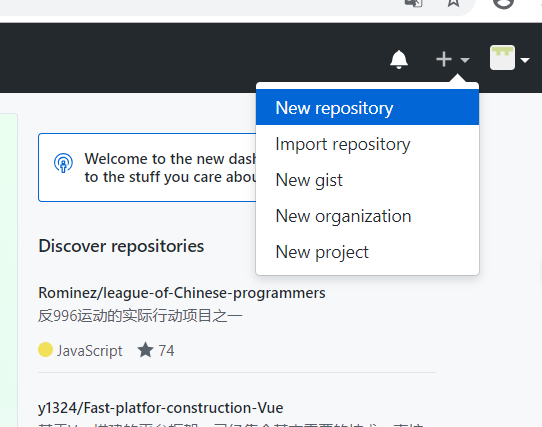 New repository
Import repository
New gist
New organization
New project
Welcome to the new das
to the stuff you care abou
Discover repositories
Rominez/league-of-Chinese-programmers
反996运动的实际行动项目之一
JavaScript 74
y1324/Fast-platfor-construction-Vue